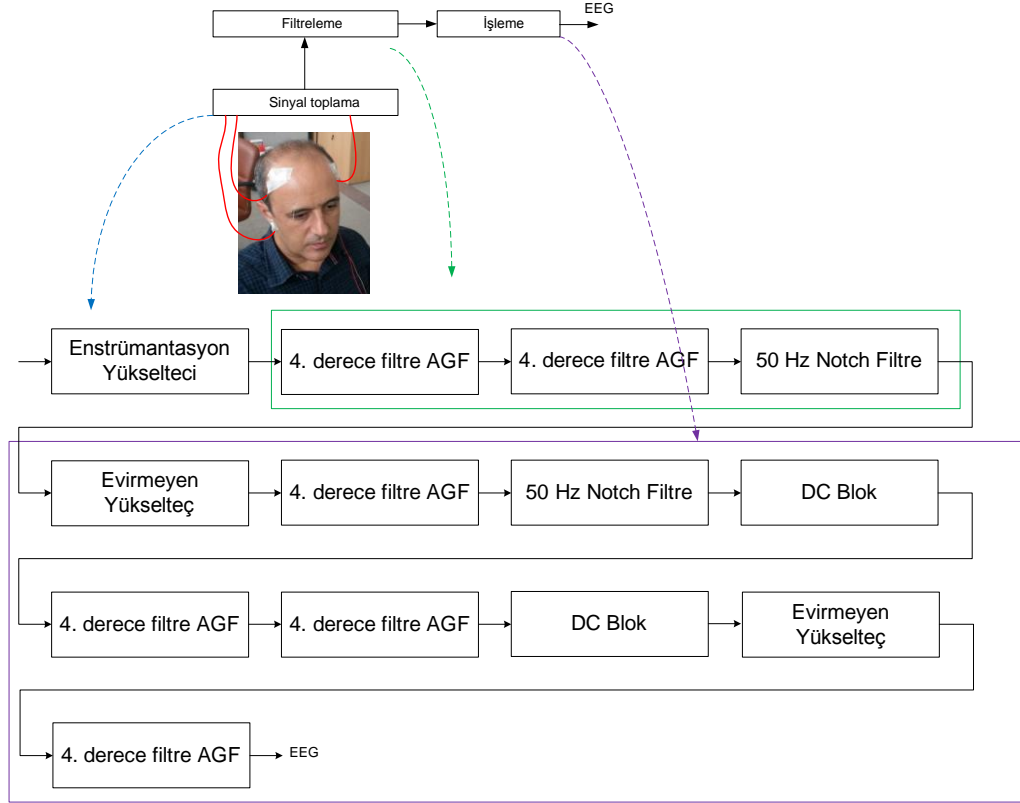 EEG
Filtreleme
İşleme
Sinyal toplama
Enstrümantasyon
Yükselteci
4. derece filtre AGF
4. derece filtre AGF
50 Hz Notch Filtre
Evirmeyen
Yükselteç
4. derece filtre AGF
50 Hz Notch Filtre
DC Blok
4. derece filtre AGF
4. derece filtre AGF
DC Blok
Evirmeyen
Yükselteç
4. derece filtre AGF
EEG